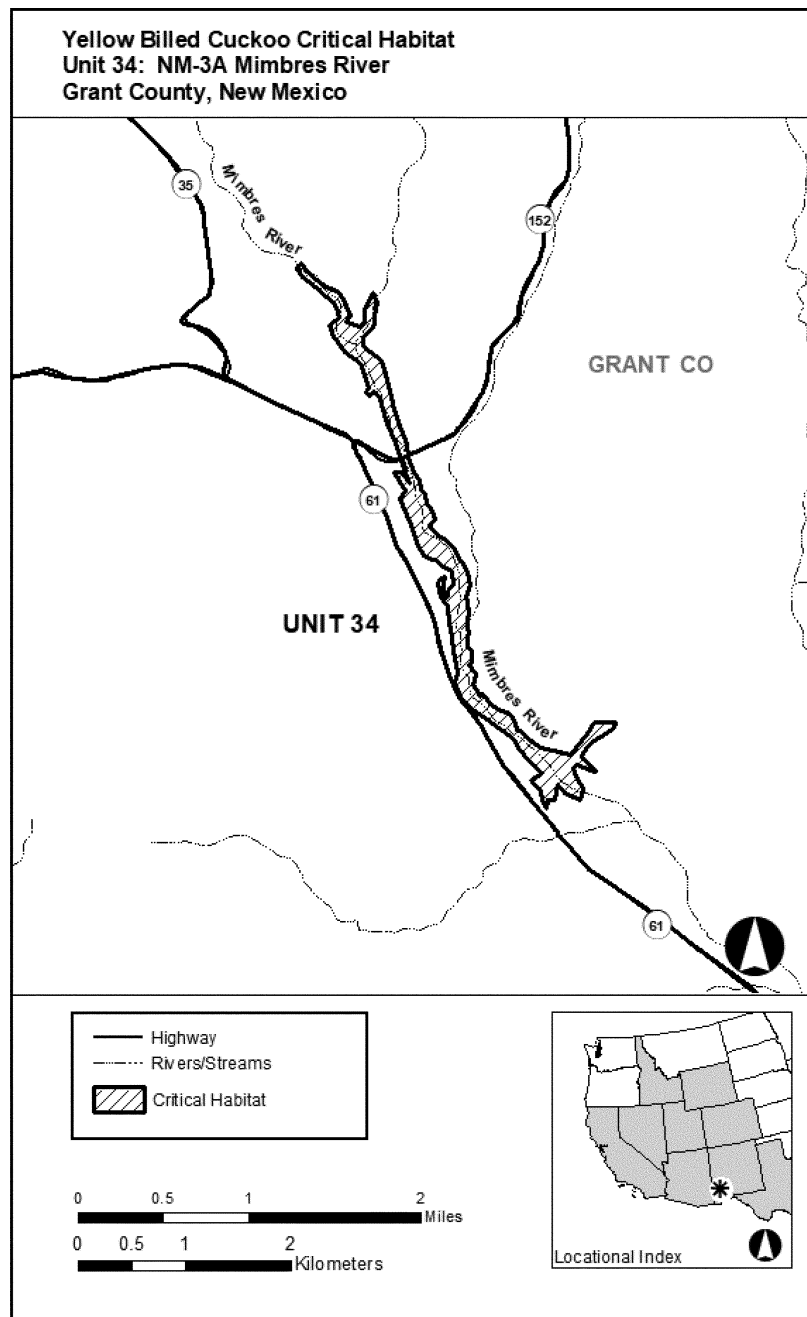 Yellow Billed Cuckoo Critical Habitat
Unit 34: NM-3A Mimbres River
Grant County, New Mexico
35
Mimbres River
152
GRANT CO
61
UNIT 34
Mimbres River
61
Highway
Rivers/Streams
Critical Habitat
0 0.5 1 2
Miles
0 0.5 1 2
Kilometers
Locational Index